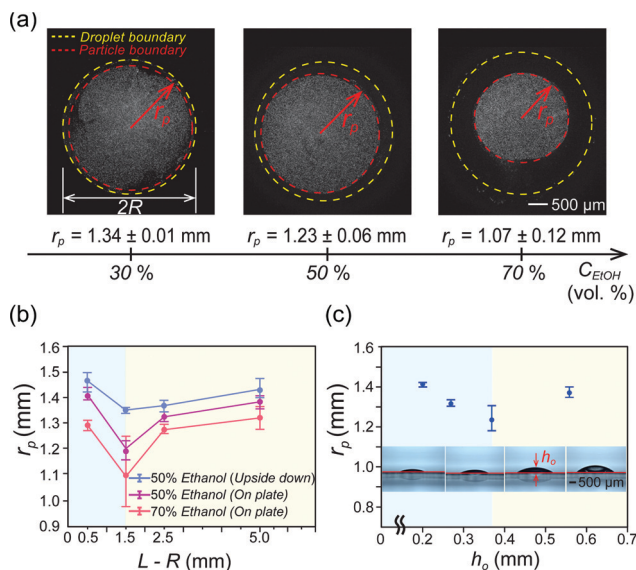 (a)
Droplet boundary
Particle boundary
r_p
r_p
r_p
2R
500 μm
r_p = 1.34 ± 0.01 mm
r_p = 1.23 ± 0.06 mm
r_p = 1.07 ± 0.12 mm
30 %
50 %
70 %
C_EtOH
(vol. %)
(b)
1.6
1.5
1.4
1.3
1.2
1.1
1.0
0.9
r_p (mm)
50% Ethanol (Upside down)
50% Ethanol (On plate)
70% Ethanol (On plate)
0 0.5 1.5 2.5 5.0
L - R (mm)
(c)
1.6
1.4
1.2
1.0
0.8
0.7
r_p (mm)
h_o
500 μm
0 0.2 0.3 0.4 0.5 0.6 0.7
h_o (mm)